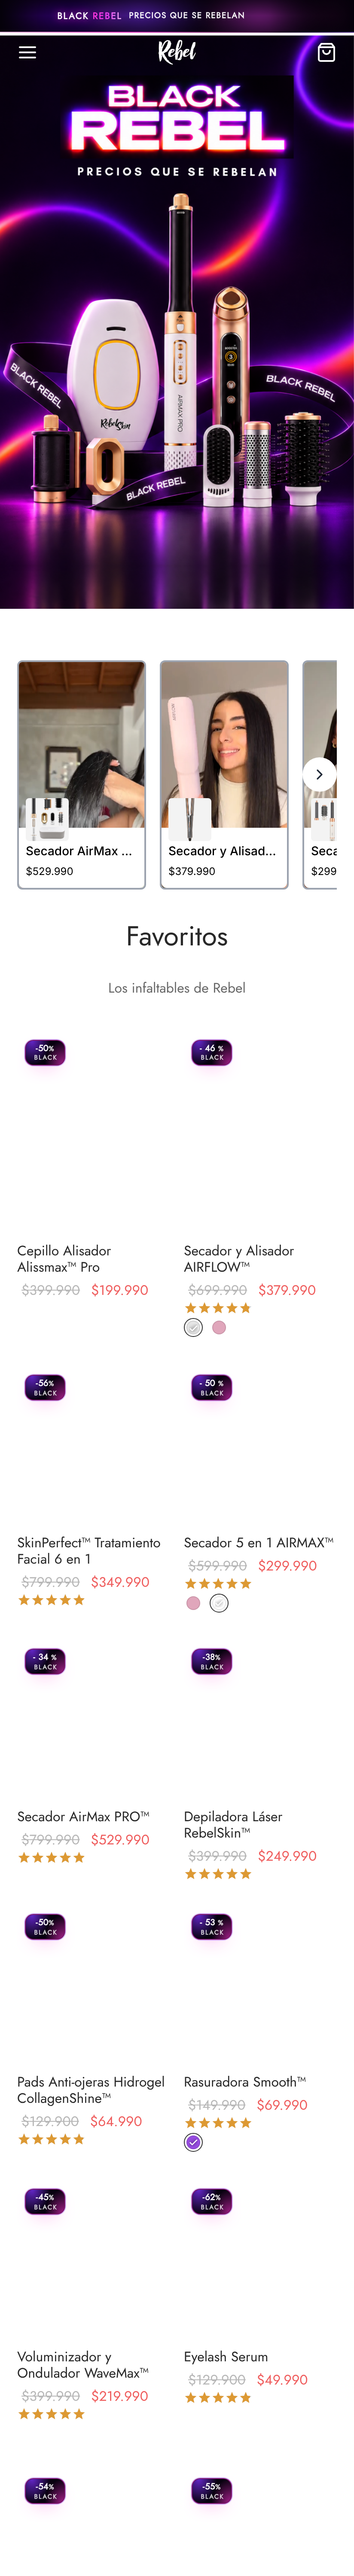 BLACK REBEL PRECIOS QUE SE REBELAN
Rebel
BLACK
REBEL
PRECIOS QUE SE REBELAN
BLACK REBEL
RebelSkin
AIRMAX PRO
3
BLACK REBEL
BLACK REBEL
Secador AirMax ...
$529.990
Secador y Alisad...
$379.990
Seca
$299
Favoritos
Los infaltables de Rebel
-50%
BLACK
- 46 %
BLACK
Cepillo Alisador
Alissmax™ Pro
$399.990 $199.990
Secador y Alisador
AIRFLOW™
$699.990 $379.990
-56%
BLACK
- 50 %
BLACK
SkinPerfect™ Tratamiento
Facial 6 en 1
$799.990 $349.990
Secador 5 en 1 AIRMAX™
$599.990 $299.990
- 34 %
BLACK
-38%
BLACK
Secador AirMax PRO™
$799.990 $529.990
Depiladora Láser
RebelSkin™
$399.990 $249.990
-50%
BLACK
- 53 %
BLACK
Pads Anti-ojeras Hidrogel
CollagenShine™
$129.900 $64.990
Rasuradora Smooth™
$149.990 $69.990
-45%
BLACK
-62%
BLACK
Voluminizador y
Ondulador WaveMax™
$399.990 $219.990
Eyelash Serum
$129.900 $49.990
-54%
BLACK
-55%
BLACK